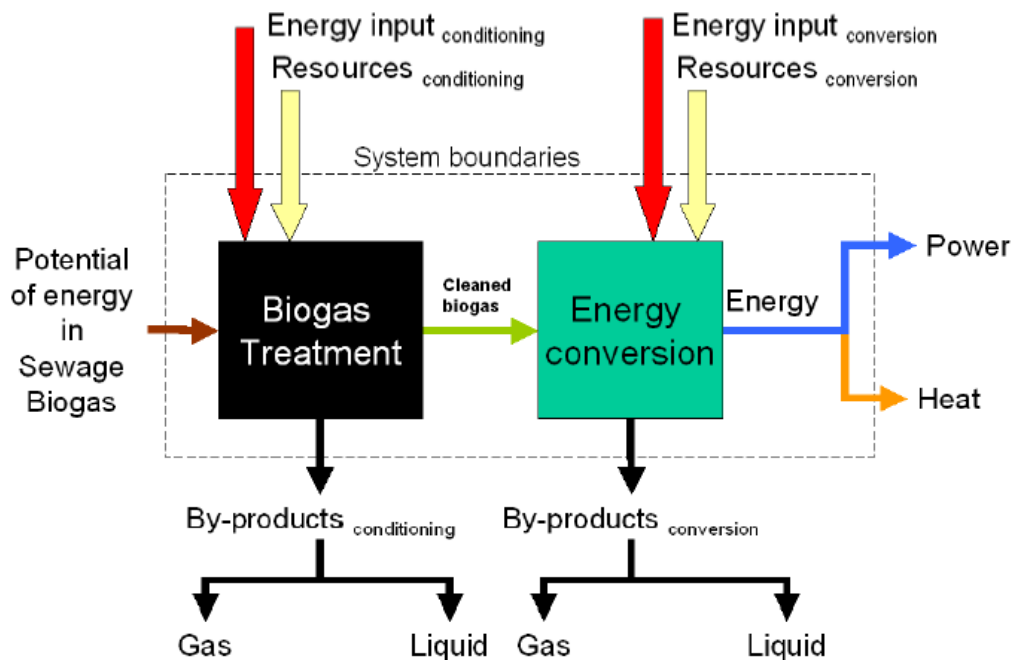 Energy input conditioning
Resources conditioning
Energy input conversion
Resources conversion
System boundaries
Potential
of energy
in
Sewage
Biogas
Biogas
Treatment
Cleaned
biogas
Energy
conversion
Energy
Power
Heat
By-products conditioning
By-products conversion
Gas
Liquid
Gas
Liquid